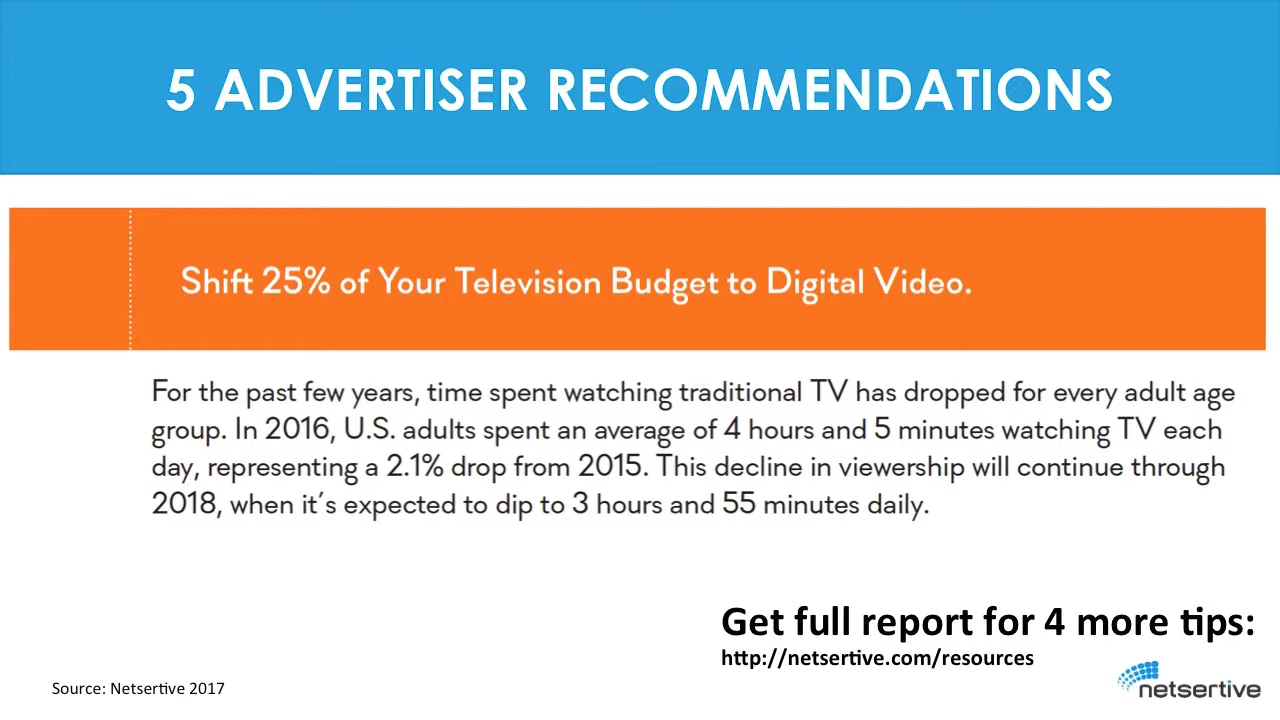 5 ADVERTISER RECOMMENDATIONS
Shift 25% of Your Television Budget to Digital Video.
For the past few years, time spent watching traditional TV has dropped for every adult age
group. In 2016, U.S. adults spent an average of 4 hours and 5 minutes watching TV each
day, representing a 2.1% drop from 2015. This decline in viewership will continue through
2018, when it's expected to dip to 3 hours and 55 minutes daily.
Get full report for 4 more tips:
http://netsertive.com/resources
Source: Netsertive 2017
netsertive